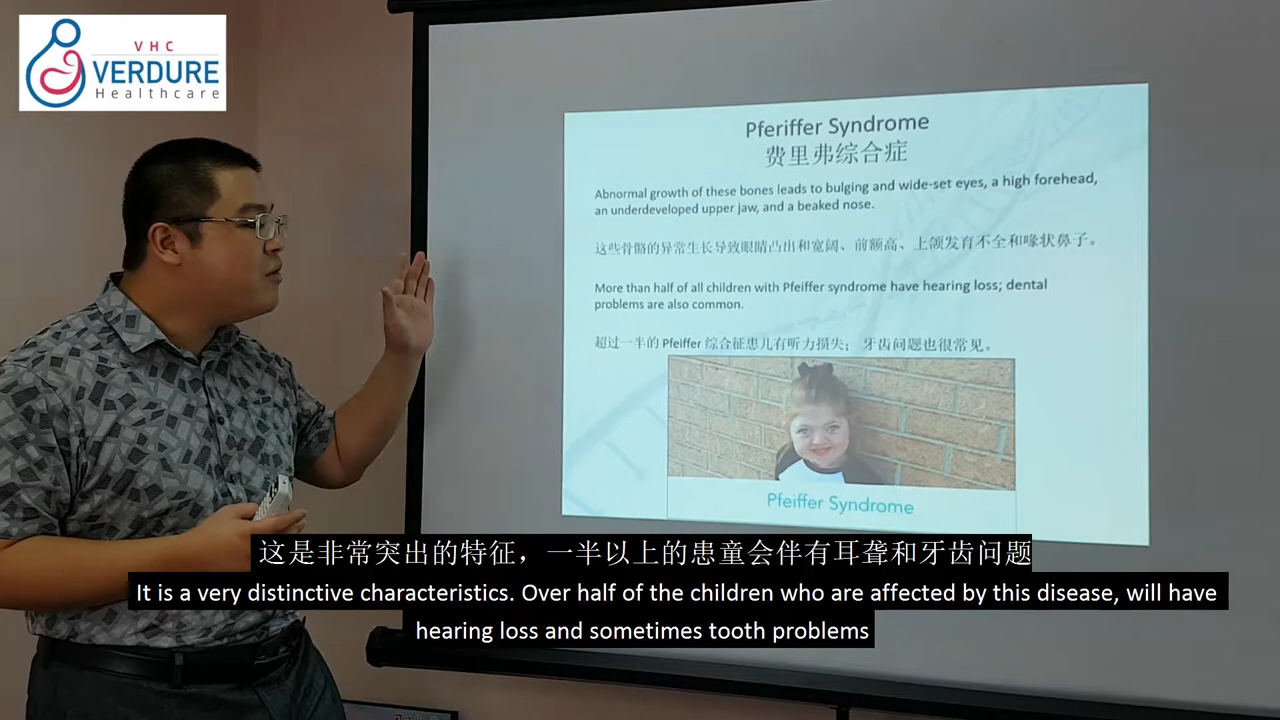 VHC
VERDURE
Healthcare
Pferiffer Syndrome
费里弗综合症
Abnormal growth of these bones leads to bulging and wide-set eyes, a high forehead,
an underdeveloped upper jaw, and a beaked nose.
这些骨骼的异常生长导致眼睛凸出和宽阔、前额高、上颌发育不全和喙状鼻子。
More than half of all children with Pfeiffer syndrome have hearing loss; dental
problems are also common.
超过一半的 Pfeiffer 综合征患儿有听力损失； 牙齿问题也很常见。
Pfeiffer Syndrome
这是非常突出的特征，一半以上的患童会伴有耳聋和牙齿问题
It is a very distinctive characteristics. Over half of the children who are affected by this disease, will have
hearing loss and sometimes tooth problems